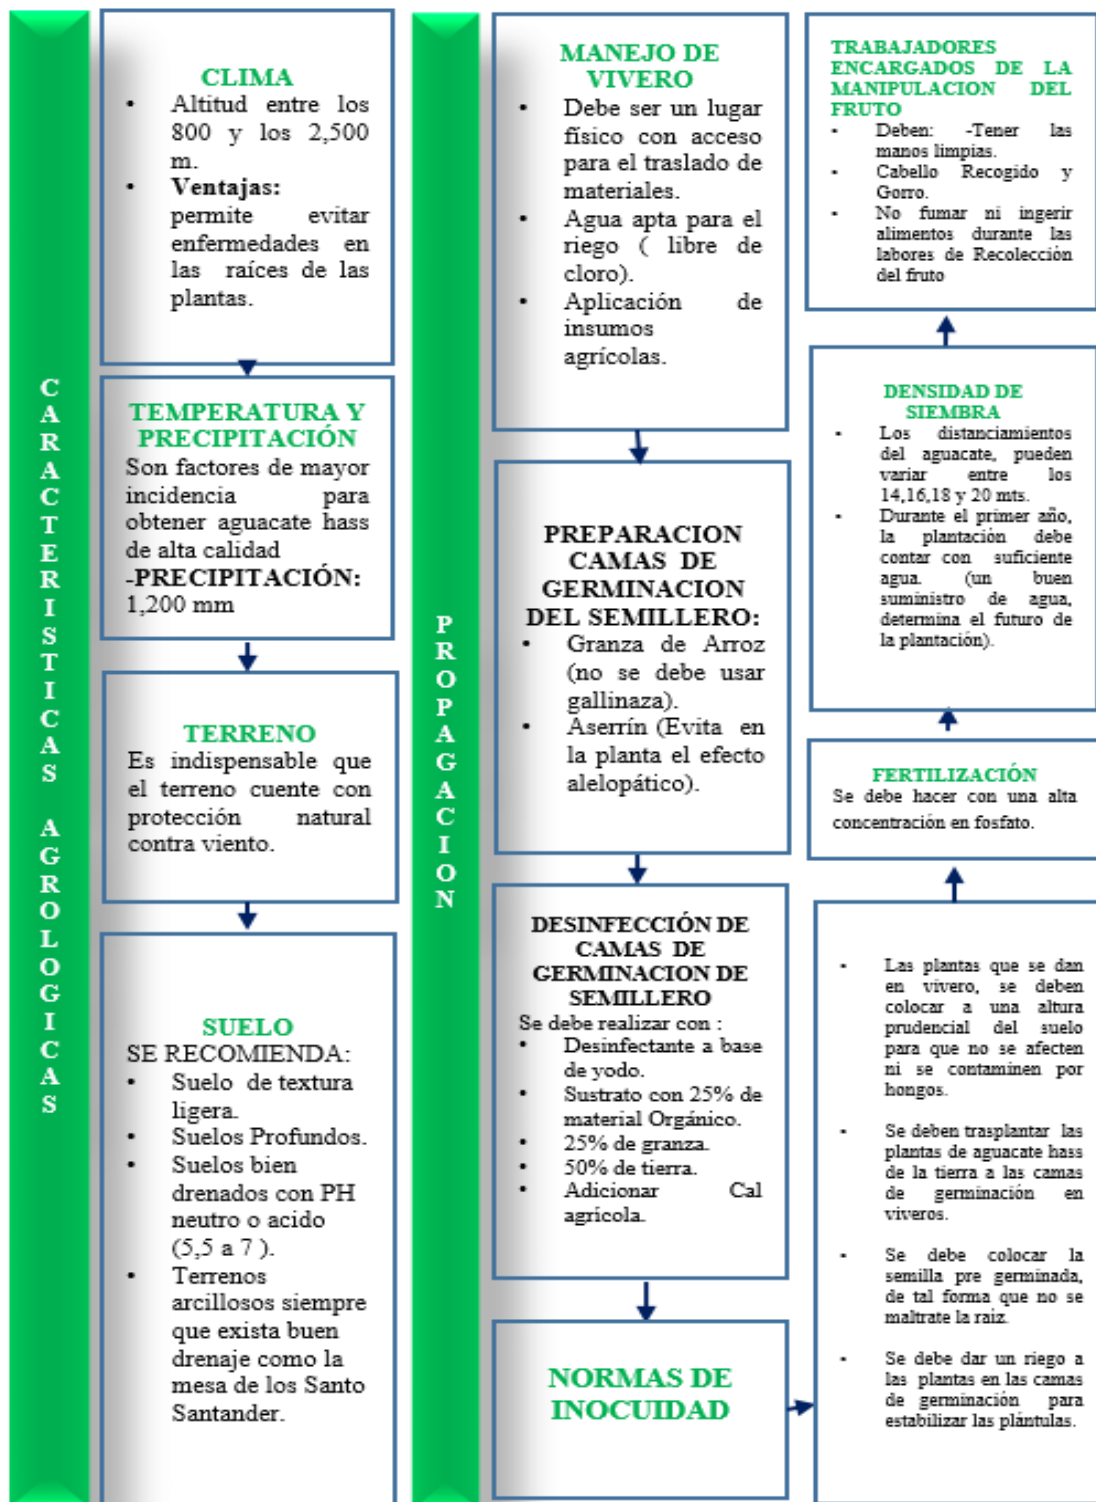 CARACTERISTICAS AGROLOGICAS
CLIMA
• Altitud entre los
800 y los 2,500
m.
• Ventajas:
permite evitar
enfermedades en
las raíces de las
plantas.
TEMPERATURA Y
PRECIPITACIÓN
Son factores de mayor
incidencia para
obtener aguacate hass
de alta calidad
-PRECIPITACIÓN:
1,200 mm
TERRENO
Es indispensable que
el terreno cuente con
protección natural
contra viento.
SUELO
SE RECOMIENDA:
• Suelo de textura
ligera.
• Suelos Profundos.
• Suelos bien
drenados con PH
neutro o acido
(5,5 a 7 ).
• Terrenos
arcillosos siempre
que exista buen
drenaje como la
mesa de los Santo
Santander.
PROPAGACION
MANEJO DE
VIVERO
• Debe ser un lugar
físico con acceso
para el traslado de
materiales.
• Agua apta para el
riego ( libre de
cloro).
• Aplicación de
insumos
agrícolas.
PREPARACION
CAMAS DE
GERMINACION
DEL SEMILLERO:
• Granza de Arroz
(no se debe usar
gallinaza).
• Aserrín (Evita en
la planta el efecto
alelopático).
DESINFECCIÓN DE
CAMAS DE
GERMINACION DE
SEMILLERO
Se debe realizar con :
• Desinfectante a base
de yodo.
• Sustrato con 25% de
material Orgánico.
• 25% de granza.
• 50% de tierra.
• Adicionar Cal
agrícola.
NORMAS DE
INOCUIDAD
• Las plantas que se dan
en vivero, se deben
colocar a una altura
prudencial del suelo
para que no se afecten
ni se contaminen por
hongos.
• Se deben trasplantar las
plantas de aguacate hass
de la tierra a las camas
de germinación en
viveros.
• Se debe colocar la
semilla pre germinada,
de tal forma que no se
maltrate la raiz.
• Se debe dar un riego a
las plantas en las camas
de germinación para
estabilizar las plántulas.
FERTILIZACIÓN
Se debe hacer con una alta
concentración en fosfato.
DENSIDAD DE
SIEMBRA
• Los distanciamientos
del aguacate, pueden
variar entre los
14,16,18 y 20 mts.
• Durante el primer año,
la plantación debe
contar con suficiente
agua. (un buen
suministro de agua,
determina el futuro de
la plantación).
TRABAJADORES
ENCARGADOS DE LA
MANIPULACION DEL
FRUTO
• Deben: -Tener las
manos limpias.
• Cabello Recogido y
Gorro.
• No fumar ni ingerir
alimentos durante las
labores de Recolección
del fruto